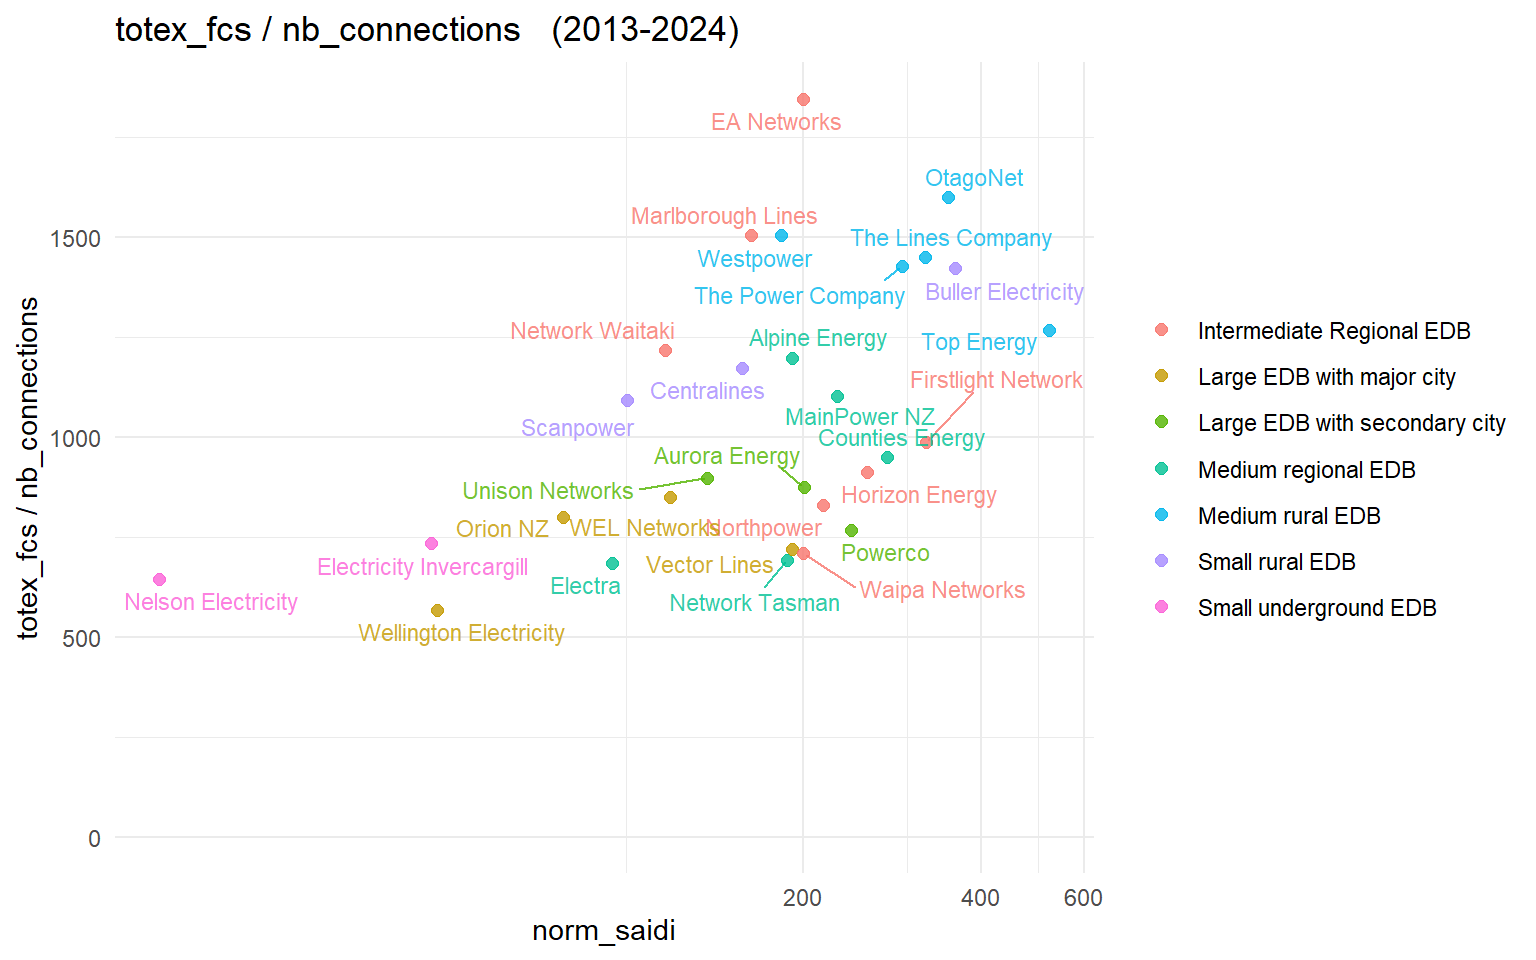 totex_fcs / nb_connections (2013-2024)
EA Networks
OtagoNet
Marlborough Lines
The Lines Company
Westpower
The Power Company
Buller Electricity
Network Waitaki
Alpine Energy
Top Energy
Firstlight Network
Centralines
MainPower NZ
Scanpower
Counties Energy
Aurora Energy
Unison Networks
Horizon Energy
Orion NZ
WEL Networks
Northpower
Powerco
Electricity Invercargill
Vector Lines
Electra
Waipa Networks
Nelson Electricity
Network Tasman
Wellington Electricity
1500
1000
500
0
200
400
600
norm_saidi
totex_fcs / nb_connections
Intermediate Regional EDB
Large EDB with major city
Large EDB with secondary city
Medium regional EDB
Medium rural EDB
Small rural EDB
Small underground EDB